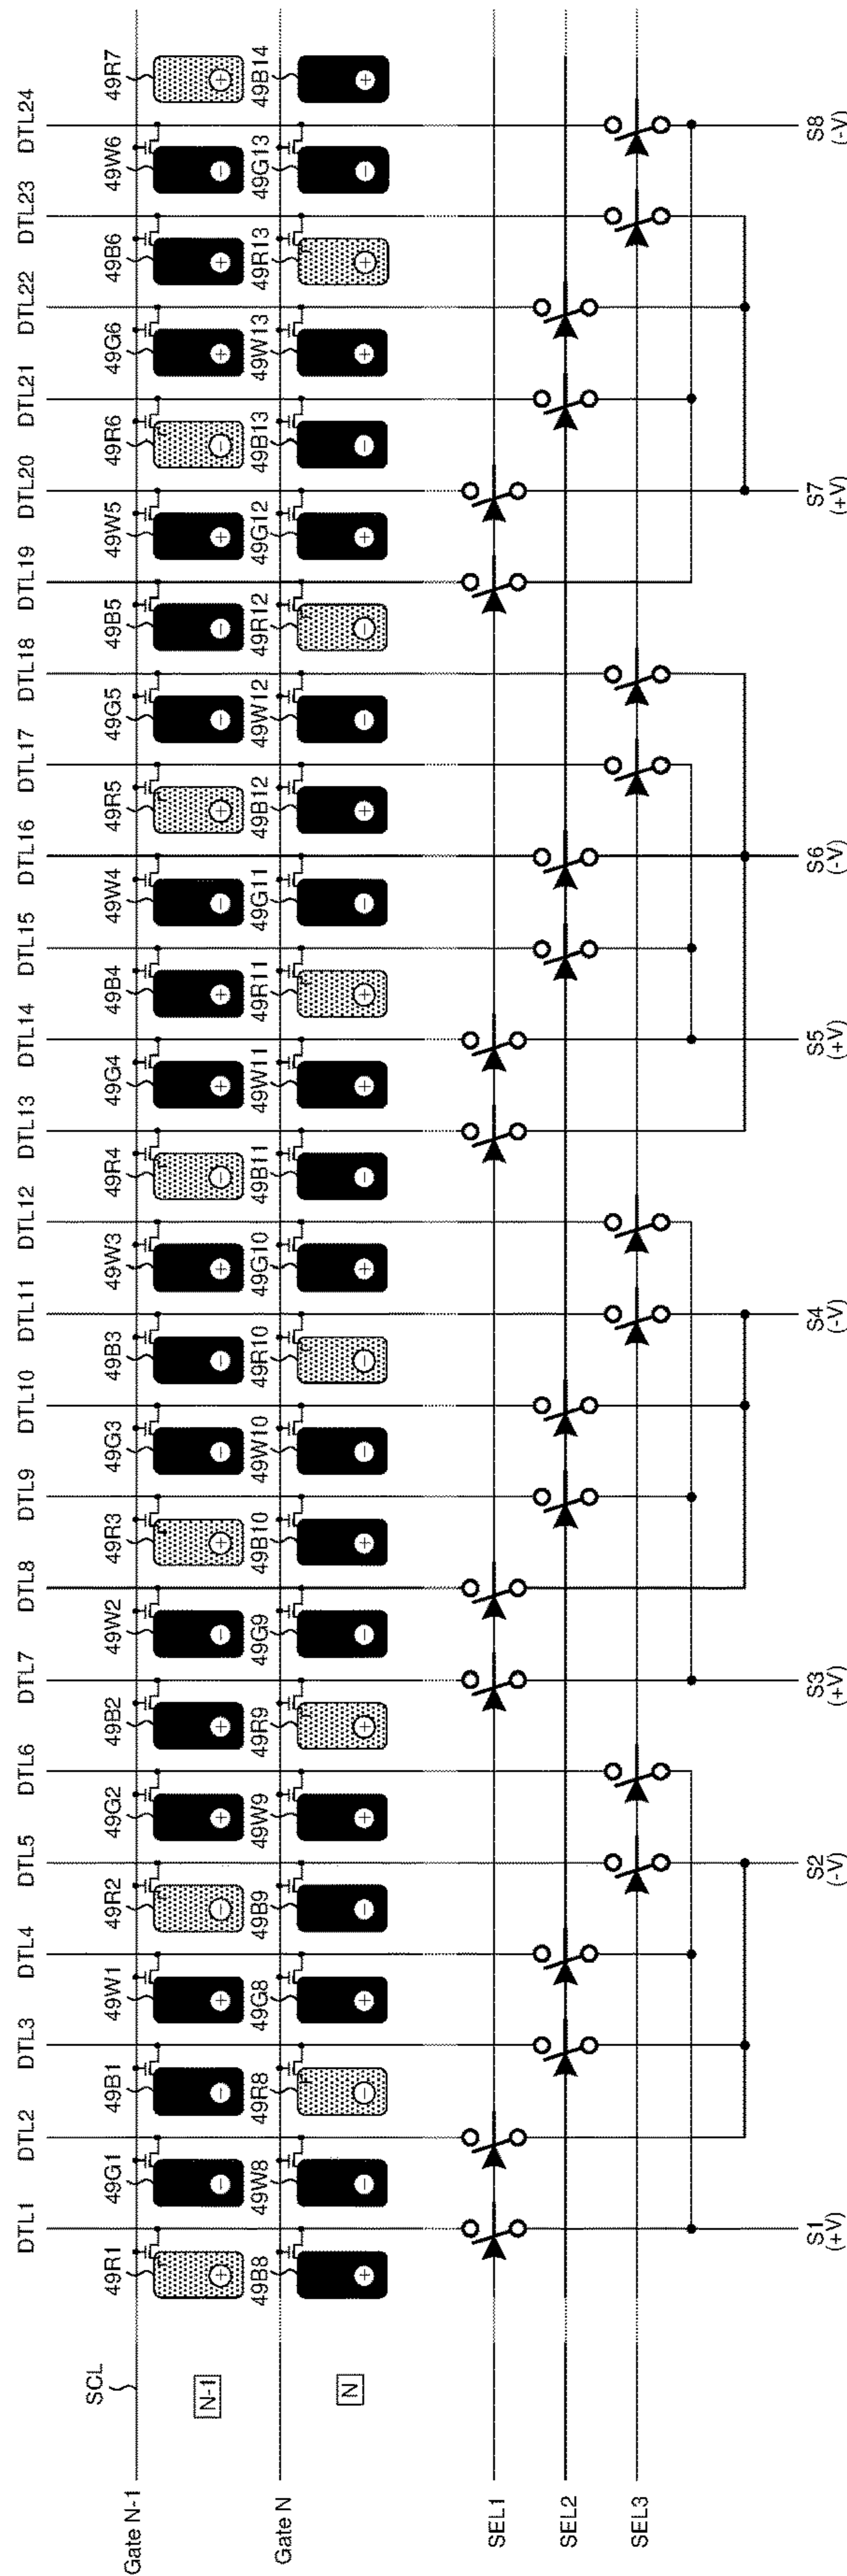 DTL1 DTL2 DTL3 DTL4 DTL5 DTL6 DTL7 DTL8 DTL9 DTL10 DTL11 DTL12 DTL13 DTL14 DTL15 DTL16 DTL17 DTL18 DTL19 DTL20 DTL21 DTL22 DTL23 DTL24
SCL
49R1 49G1 49B1 49W1 49R2 49G2 49B2 49W2 49R3 49G3 49B3 49W3 49R4 49G4 49B4 49W4 49R5 49G5 49B5 49W5 49R6 49G6 49B6 49W6 49R7
Gate N-1
N-1 + − − + − + + − + − − + − + + − + − − + − + + − +
49B8 49W8 49R8 49G8 49B9 49W9 49R9 49G9 49B10 49W10 49R10 49G10 49B11 49W11 49R11 49G11 49B12 49W12 49R12 49G12 49B13 49W13 49R13 49G13 49B14
Gate N
N + − − + − + + − + − − + − + + − + − − + − + + − +
SEL1
SEL2
SEL3
S1 S2 S3 S4 S5 S6 S7 S8
(+V) (-V) (+V) (-V) (+V) (-V) (+V) (-V)